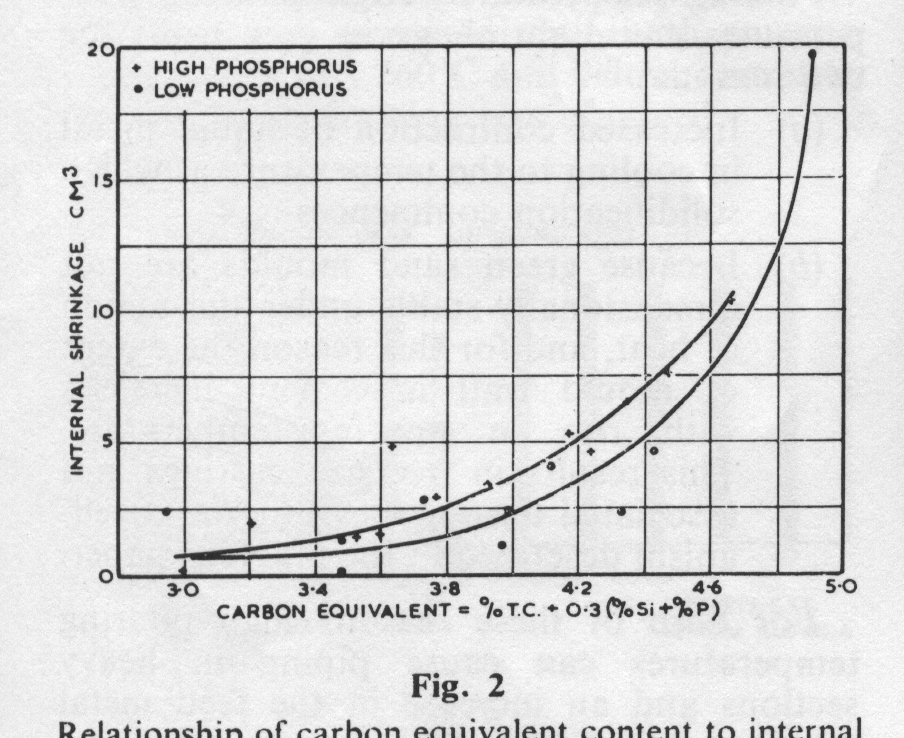 20
+ HIGH PHOSPHORUS
• LOW PHOSPHORUS
15
10
5
0
INTERNAL SHRINKAGE CM³
3·0 3·4 3·8 4·2 4·6 5·0
CARBON EQUIVALENT = % T.C. + 0·3 (%Si + %P)
Fig. 2
Relationship of carbon equivalent content to internal